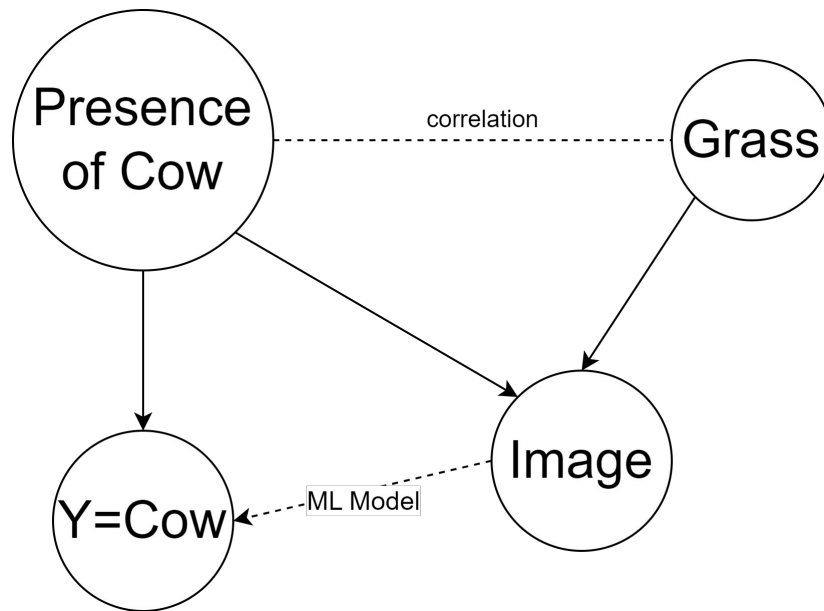 Presence
of Cow
correlation
Grass
Image
ML Model
Y=Cow